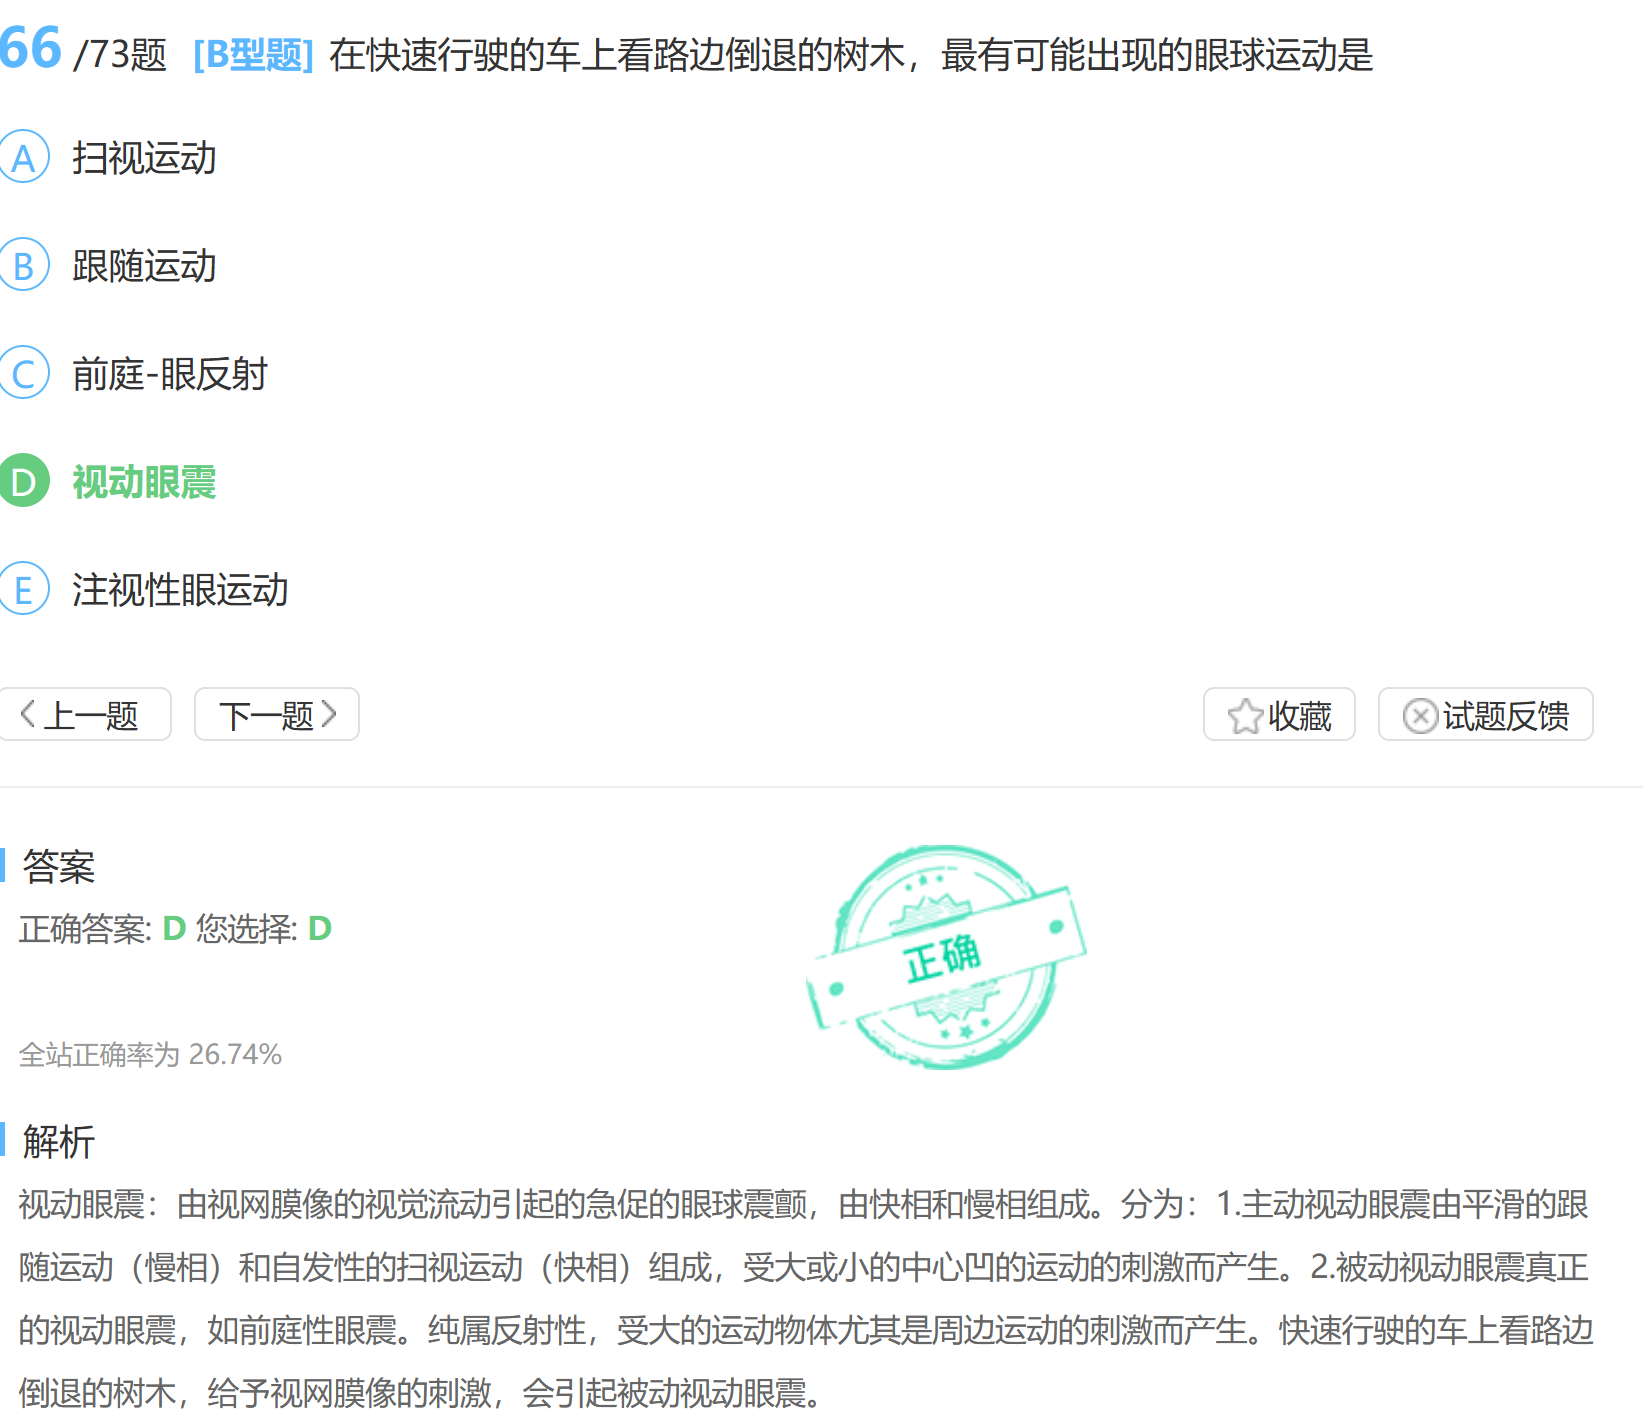 66 /73题 [B型题] 在快速行驶的车上看路边倒退的树木，最有可能出现的眼球运动是
A 扫视运动
B 跟随运动
C 前庭-眼反射
D 视动眼震
E 注视性眼运动
上一题 下一题 收藏 试题反馈
答案
正确答案: D 您选择: D
正确
全站正确率为 26.74%
解析
视动眼震：由视网膜像的视觉流动引起的急促的眼球震颤，由快相和慢相组成。分为：1.主动视动眼震由平滑的跟
随运动（慢相）和自发性的扫视运动（快相）组成，受大或小的中心凹的运动的刺激而产生。2.被动视动眼震真正
的视动眼震，如前庭性眼震。纯属反射性，受大的运动物体尤其是周边运动的刺激而产生。快速行驶的车上看路边
倒退的树木，给予视网膜像的刺激，会引起被动视动眼震。